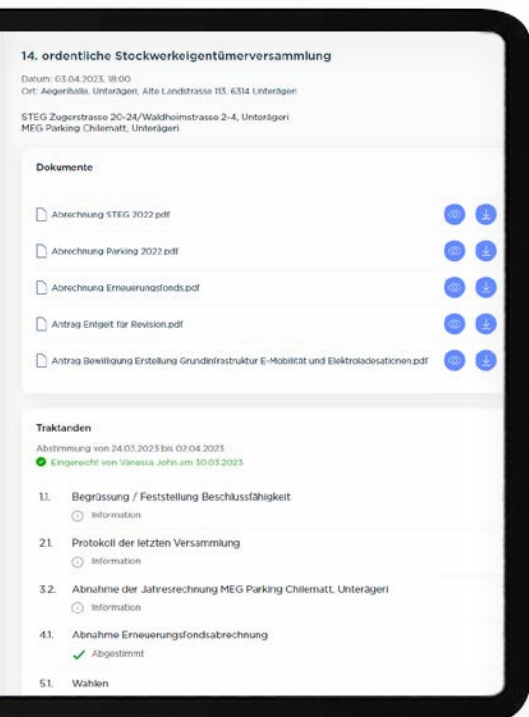 14. ordentliche Stockwerkeigentümerversammlung
Datum: 03.04.2023, 18:00
Ort: Aegerihalle, Unterägeri, Alte Landstrasse 113, 6314 Unterägeri
STEG Zugerstrasse 20-24/Waldheimstrasse 2-4, Unterägeri
MEG Parking Chilematt, Unterägeri
Dokumente
Abrechnung STEG 2022.pdf
Abrechnung Parking 2022.pdf
Abrechnung Erneuerungsfonds.pdf
Antrag Entgelt für Revision.pdf
Antrag Bewilligung Erstellung Grundinfrastruktur E-Mobilität und Elektroladesationen.pdf
Traktanden
Abstimmung von 24.03.2023 bis 02.04.2023
Eingereicht von Vanessa John am 30.03.2023
1.1. Begrüssung / Feststellung Beschlussfähigkeit
Information
2.1. Protokoll der letzten Versammlung
Information
3.2. Abnahme der Jahresrechnung MEG Parking Chilematt, Unterägeri
Information
4.1. Abnahme Erneuerungsfondsabrechnung
Abgestimmt
5.1. Wahlen